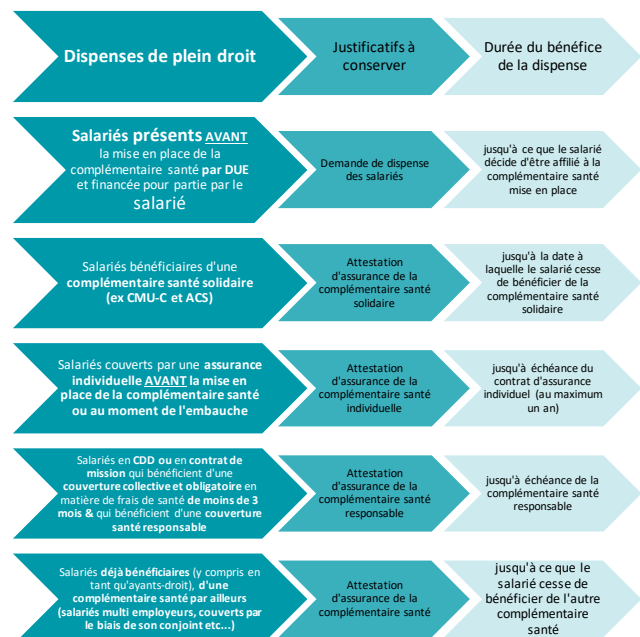 Dispenses de plein droit
Justificatifs à
conserver
Durée du bénéfice
de la dispense
Salariés présents AVANT
la mise en place de la
complémentaire santé par DUE
et financée pour partie par le
salarié
Demande de dispense
des salariés
jusqu'à ce que le salarié
décide d'être affilié à la
complémentaire santé
mise en place
Salariés bénéficiaires d'une
complémentaire santé solidaire
(ex CMU-C et ACS)
Attestation
d'assurance de la
complémentaire santé
solidaire
jusqu'à la date à
laquelle le salarié cesse
de bénéficier de la
complémentaire santé
solidaire
Salariés couverts par une assurance
individuelle AVANT la mise en
place de la complémentaire santé
ou au moment de l'embauche
Attestation
d'assurance de la
complémentaire santé
individuelle
jusqu'à échéance du
contrat d'assurance
individuel (au maximum
un an)
Salariés en CDD ou en contrat de
mission qui bénéficient d'une
couverture collective et obligatoire en
matière de frais de santé de moins de 3
mois & qui bénéficient d'une couverture
santé responsable
Attestation
d'assurance de la
complémentaire santé
responsable
jusqu'à échéance de la
complémentaire santé
responsable
Salariés déjà bénéficiaires (y compris en
tant qu'ayants-droit), d'une
complémentaire santé par ailleurs
(salariés multi employeurs, couverts par
le biais de son conjoint etc...)
Attestation
d'assurance de la
complémentaire santé
jusqu'à ce que le
salarié cesse de
bénéficier de l'autre
complémentaire
santé